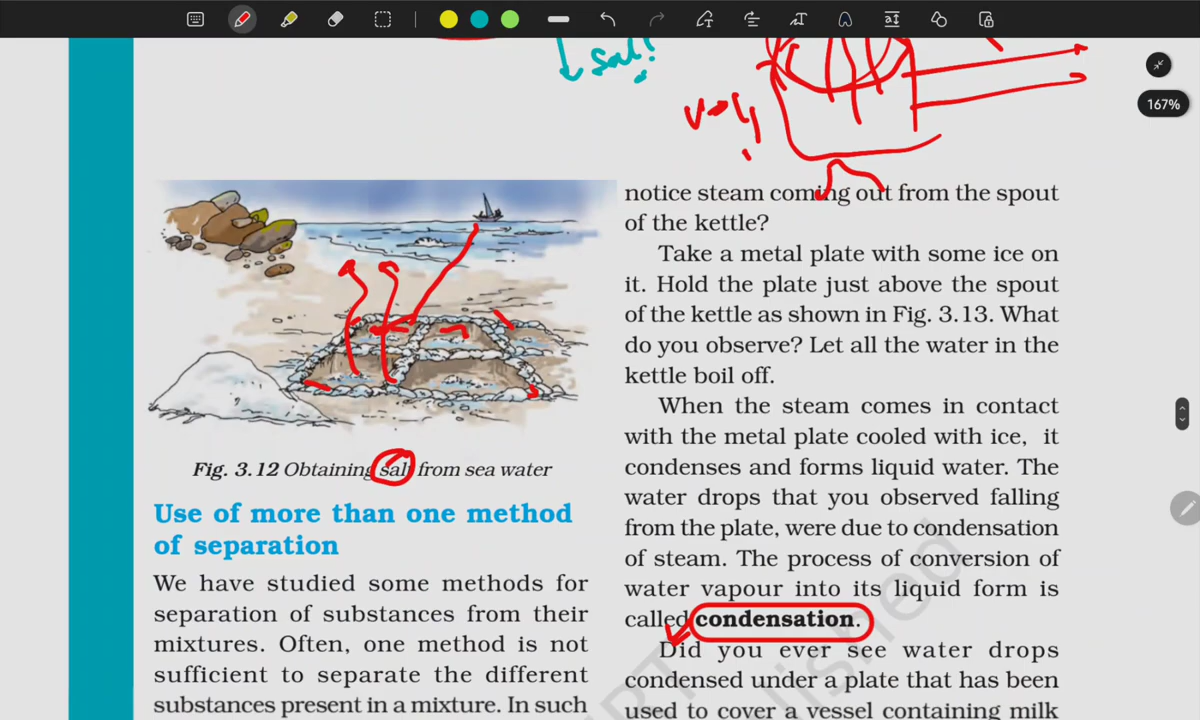 167%
sal
notice steam coming out from the spout
of the kettle?
Take a metal plate with some ice on
it. Hold the plate just above the spout
of the kettle as shown in Fig. 3.13. What
do you observe? Let all the water in the
kettle boil off.
When the steam comes in contact
with the metal plate cooled with ice, it
condenses and forms liquid water. The
water drops that you observed falling
from the plate, were due to condensation
of steam. The process of conversion of
water vapour into its liquid form is
called condensation.
Did you ever see water drops
condensed under a plate that has been
used to cover a vessel containing milk
Fig. 3.12 Obtaining salt from sea water
Use of more than one method
of separation
We have studied some methods for
separation of substances from their
mixtures. Often, one method is not
sufficient to separate the different
substances present in a mixture. In such